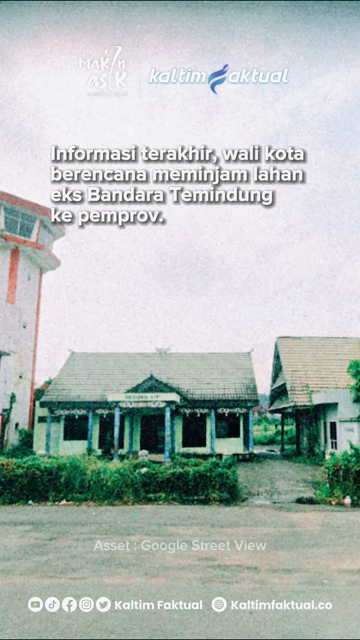 mak!n
asik
kaltim faktual
Informasi terakhir, wali kota
berencana meminjam lahan
eks Bandara Temindung
ke pemprov.
GEDUNG VIP
Asset : Google Street View
Kaltim Faktual Kaltimfaktual.co